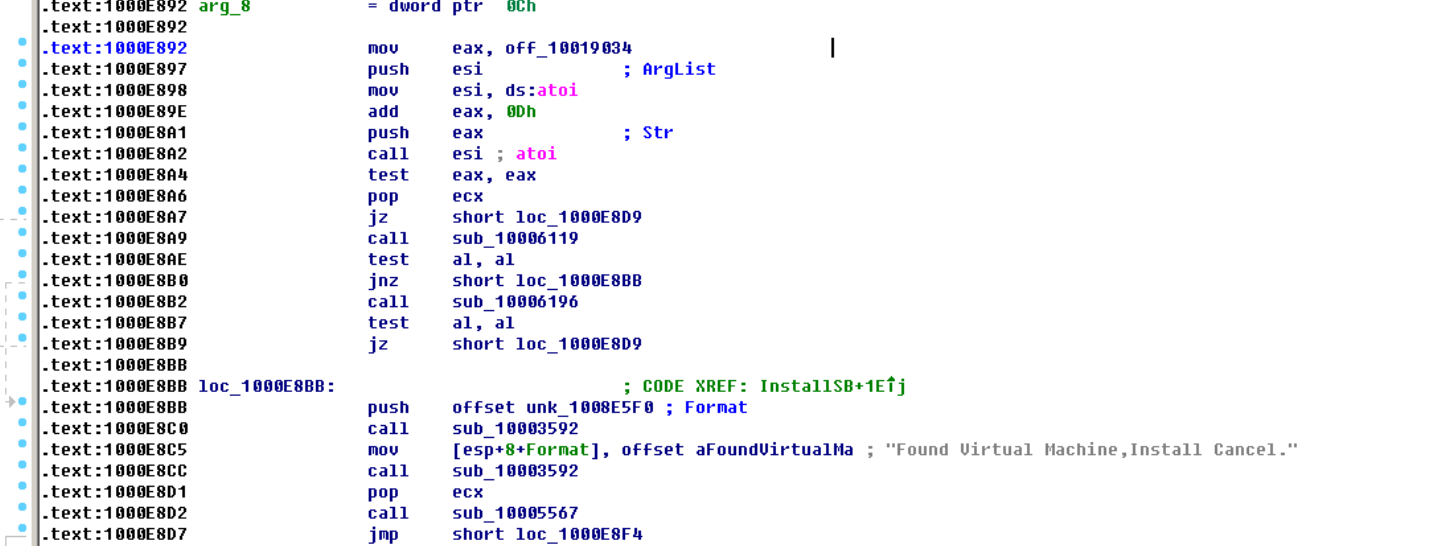 .text:1000E892 arg_8 = dword ptr 0Ch
.text:1000E892
.text:1000E892 mov eax, off_10019034
.text:1000E897 push esi ; ArgList
.text:1000E898 mov esi, ds:atoi
.text:1000E89E add eax, 0Dh
.text:1000E8A1 push eax ; Str
.text:1000E8A2 call esi ; atoi
.text:1000E8A4 test eax, eax
.text:1000E8A6 pop ecx
.text:1000E8A7 jz short loc_1000E8D9
.text:1000E8A9 call sub_10006119
.text:1000E8AE test al, al
.text:1000E8B0 jnz short loc_1000E8BB
.text:1000E8B2 call sub_10006196
.text:1000E8B7 test al, al
.text:1000E8B9 jz short loc_1000E8D9
.text:1000E8BB
.text:1000E8BB loc_1000E8BB: ; CODE XREF: InstallSB+1E↑j
.text:1000E8BB push offset unk_1008E5F0 ; Format
.text:1000E8C0 call sub_10003592
.text:1000E8C5 mov [esp+8+Format], offset aFoundVirtualMa ; "Found Virtual Machine,Install Cancel."
.text:1000E8CC call sub_10003592
.text:1000E8D1 pop ecx
.text:1000E8D2 call sub_10005567
.text:1000E8D7 jmp short loc_1000E8F4